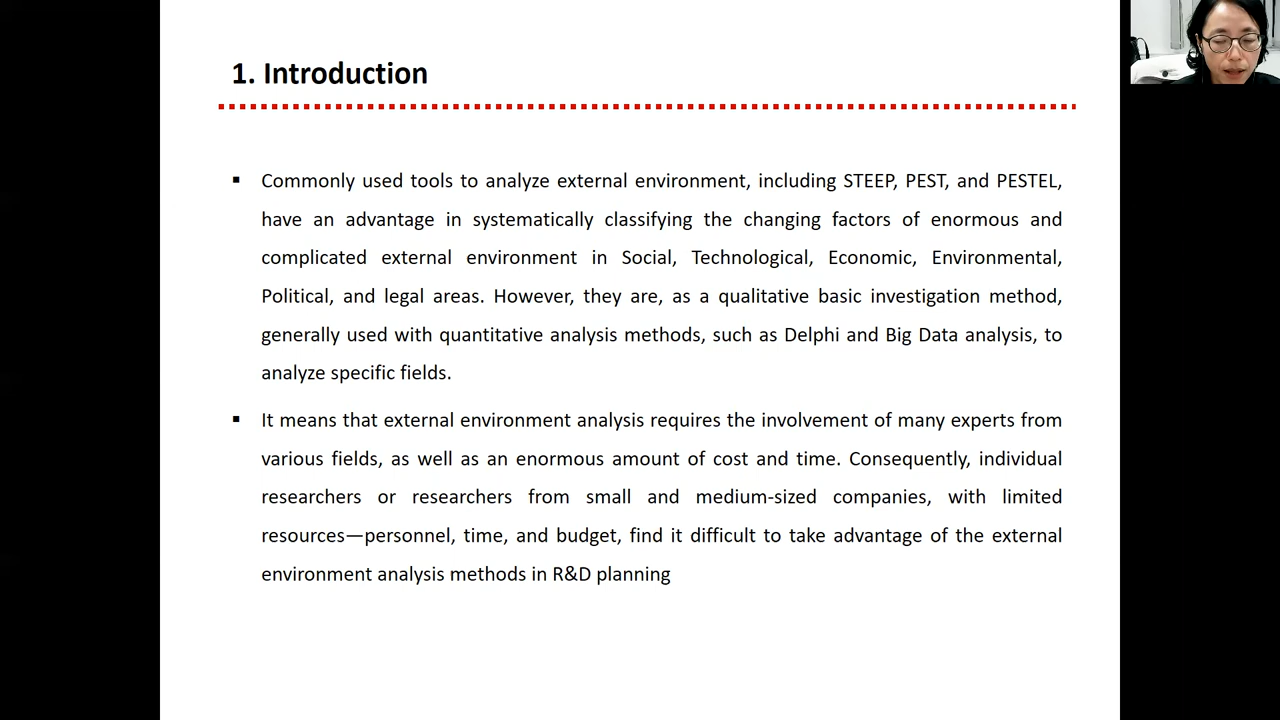 1. Introduction
▪ Commonly used tools to analyze external environment, including STEEP, PEST, and PESTEL,
have an advantage in systematically classifying the changing factors of enormous and
complicated external environment in Social, Technological, Economic, Environmental,
Political, and legal areas. However, they are, as a qualitative basic investigation method,
generally used with quantitative analysis methods, such as Delphi and Big Data analysis, to
analyze specific fields.
▪ It means that external environment analysis requires the involvement of many experts from
various fields, as well as an enormous amount of cost and time. Consequently, individual
researchers or researchers from small and medium-sized companies, with limited
resources—personnel, time, and budget, find it difficult to take advantage of the external
environment analysis methods in R&D planning